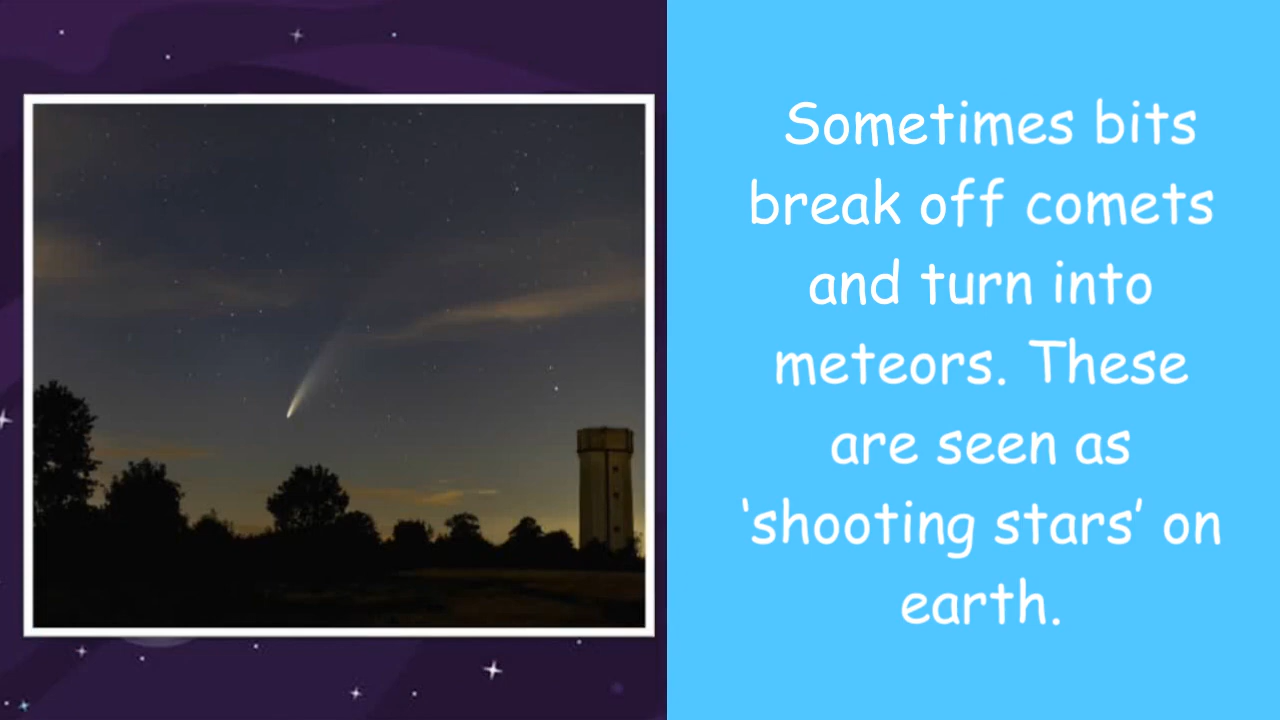 Sometimes bits
break off comets
and turn into
meteors. These
are seen as
‘shooting stars’ on
earth.